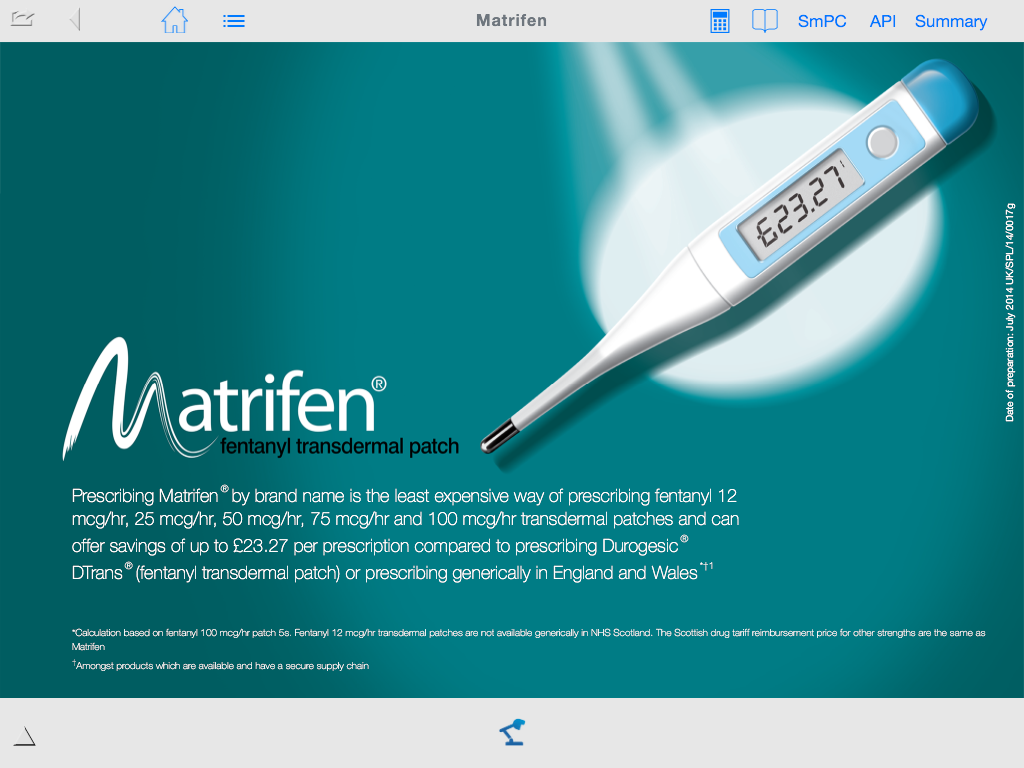 Matrifen
SmPC API Summary
£23.27¹
Date of preparation: July 2014 UK/SPL/14/0017g
Matrifen®
fentanyl transdermal patch
Prescribing Matrifen® by brand name is the least expensive way of prescribing fentanyl 12
mcg/hr, 25 mcg/hr, 50 mcg/hr, 75 mcg/hr and 100 mcg/hr transdermal patches and can
offer savings of up to £23.27 per prescription compared to prescribing Durogesic®
DTrans® (fentanyl transdermal patch) or prescribing generically in England and Wales*†1
*Calculation based on fentanyl 100 mcg/hr patch 5s. Fentanyl 12 mcg/hr transdermal patches are not available generically in NHS Scotland. The Scottish drug tariff reimbursement price for other strengths are the same as
Matrifen
†Amongst products which are available and have a secure supply chain